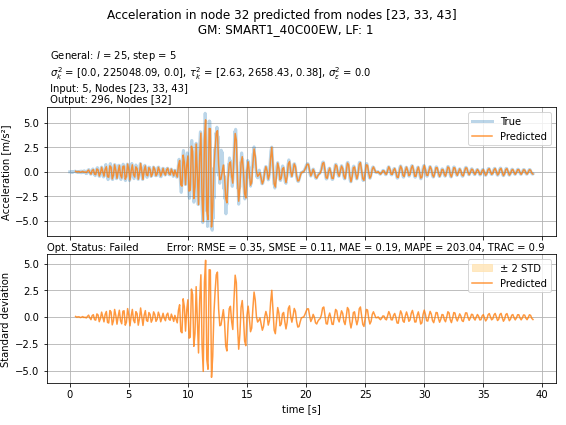 Acceleration in node 32 predicted from nodes [23, 33, 43]
GM: SMART1_40C00EW, LF: 1
General: l = 25, step = 5
σ²ₖ = [0.0, 225048.09, 0.0], τ²ₖ = [2.63, 2658.43, 0.38], σ²ε = 0.0
Input: 5, Nodes [23, 33, 43]
Output: 296, Nodes [32]
Acceleration [m/s²]
5.0
2.5
0.0
−2.5
−5.0
True
Predicted
Opt. Status: Failed Error: RMSE = 0.35, SMSE = 0.11, MAE = 0.19, MAPE = 203.04, TRAC = 0.9
Standard deviation
5.0
2.5
0.0
−2.5
−5.0
± 2 STD
Predicted
0 5 10 15 20 25 30 35 40
time [s]